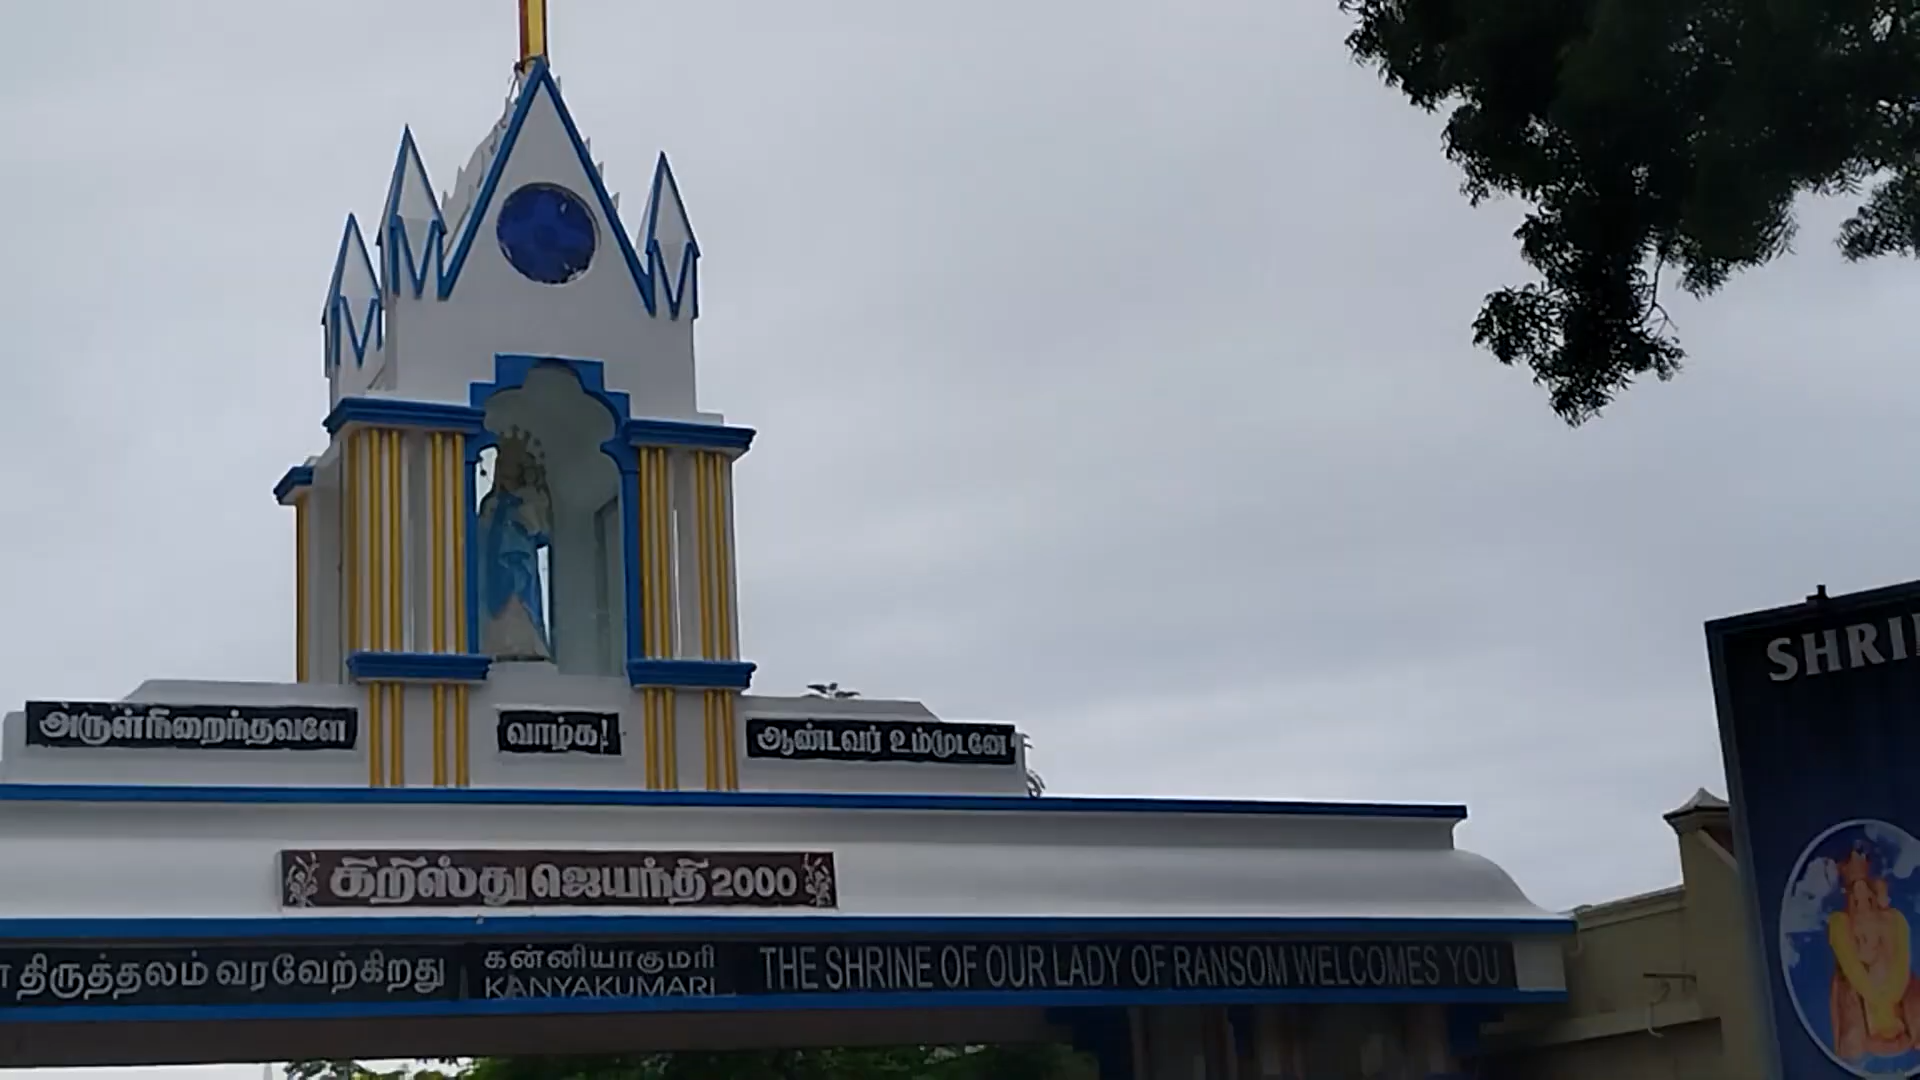 அருள்நிறைந்தவளே
வாழ்க!
ஆண்டவர் உம்முடனே
கிறிஸ்து ஜெயந்தி 2000
திருத்தலம் வரவேற்கிறது
கன்னியாகுமரி
KANYAKUMARI
THE SHRINE OF OUR LADY OF RANSOM WELCOMES YOU